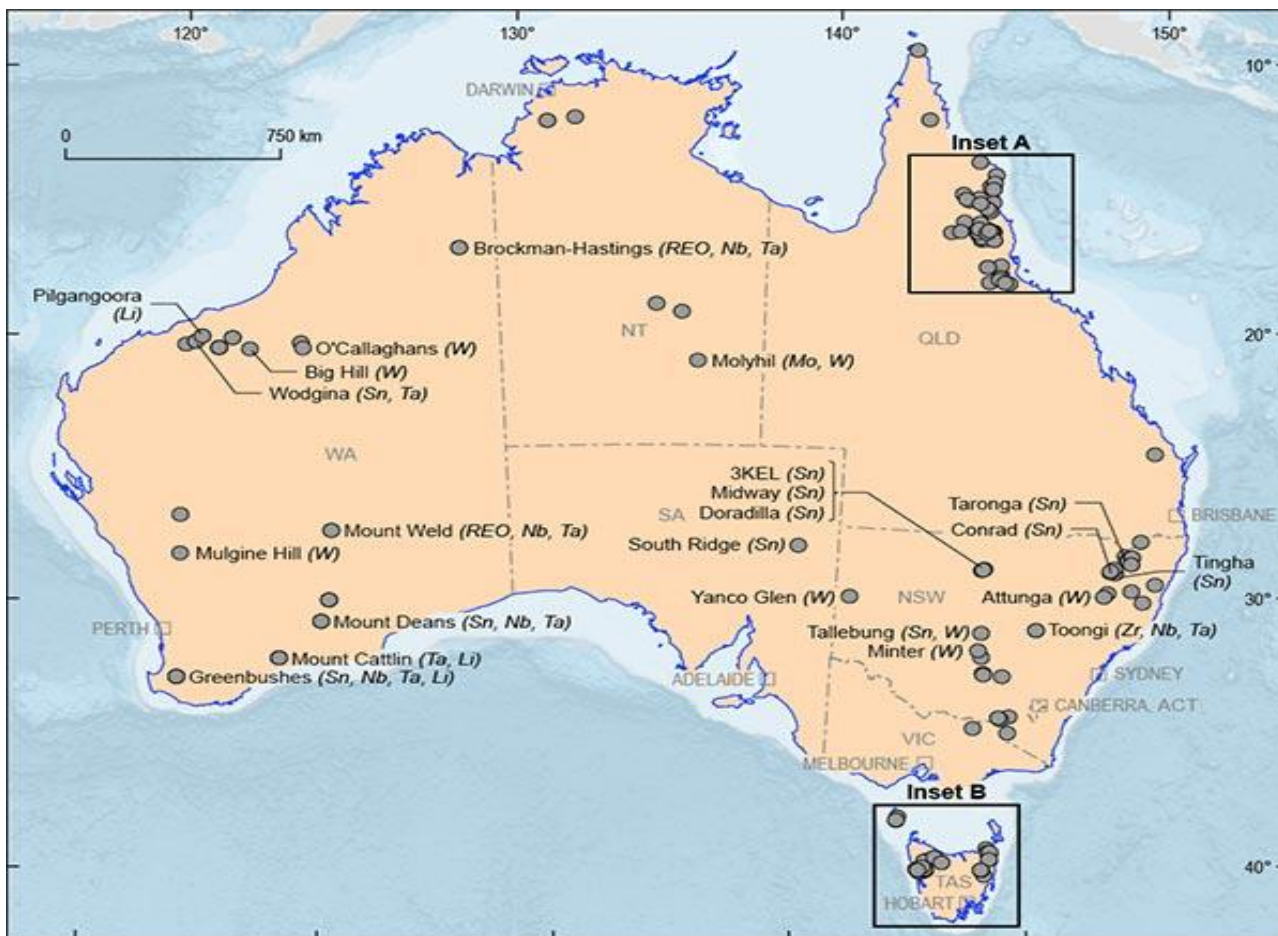 120°
130°
140°
150°
10°
DARWIN
0
750 km
Inset A
Brockman-Hastings (REO, Nb, Ta)
Pilgangoora
(Li)
NT
20°
QLD
O'Callaghans (W)
Molyhil (Mo, W)
Big Hill (W)
Wodgina (Sn, Ta)
WA
3KEL (Sn)
Midway (Sn)
Doradilla (Sn)
SA
Taronga (Sn)
BRISBANE
Conrad (Sn)
Mount Weld (REO, Nb, Ta)
South Ridge (Sn)
Mulgine Hill (W)
Tingha
(Sn)
Yanco Glen (W)
NSW
Attunga (W)
30°
Mount Deans (Sn, Nb, Ta)
PERTH
Tallebung (Sn, W)
Toongi (Zr, Nb, Ta)
Minter (W)
Mount Cattlin (Ta, Li)
Greenbushes (Sn, Nb, Ta, Li)
ADELAIDE
SYDNEY
CANBERRA, ACT
VIC
MELBOURNE
Inset B
40°
TAS
HOBART